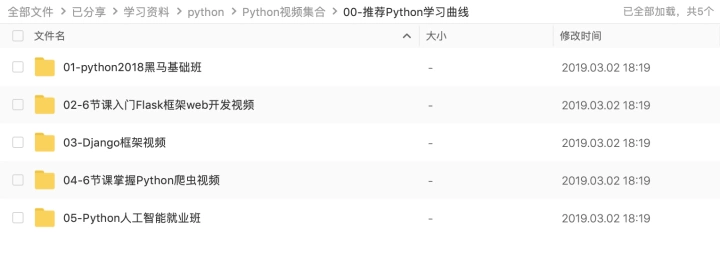 全部文件 > 已分享 > 学习资料 > python > Python视频集合 > 00-推荐Python学习曲线 已全部加载，共5个
文件名 大小 修改时间
01-python2018黑马基础班 - 2019.03.02 18:19
02-6节课入门Flask框架web开发视频 - 2019.03.02 18:19
03-Django框架视频 - 2019.03.02 18:19
04-6节课掌握Python爬虫视频 - 2019.03.02 18:19
05-Python人工智能就业班 - 2019.03.02 18:19